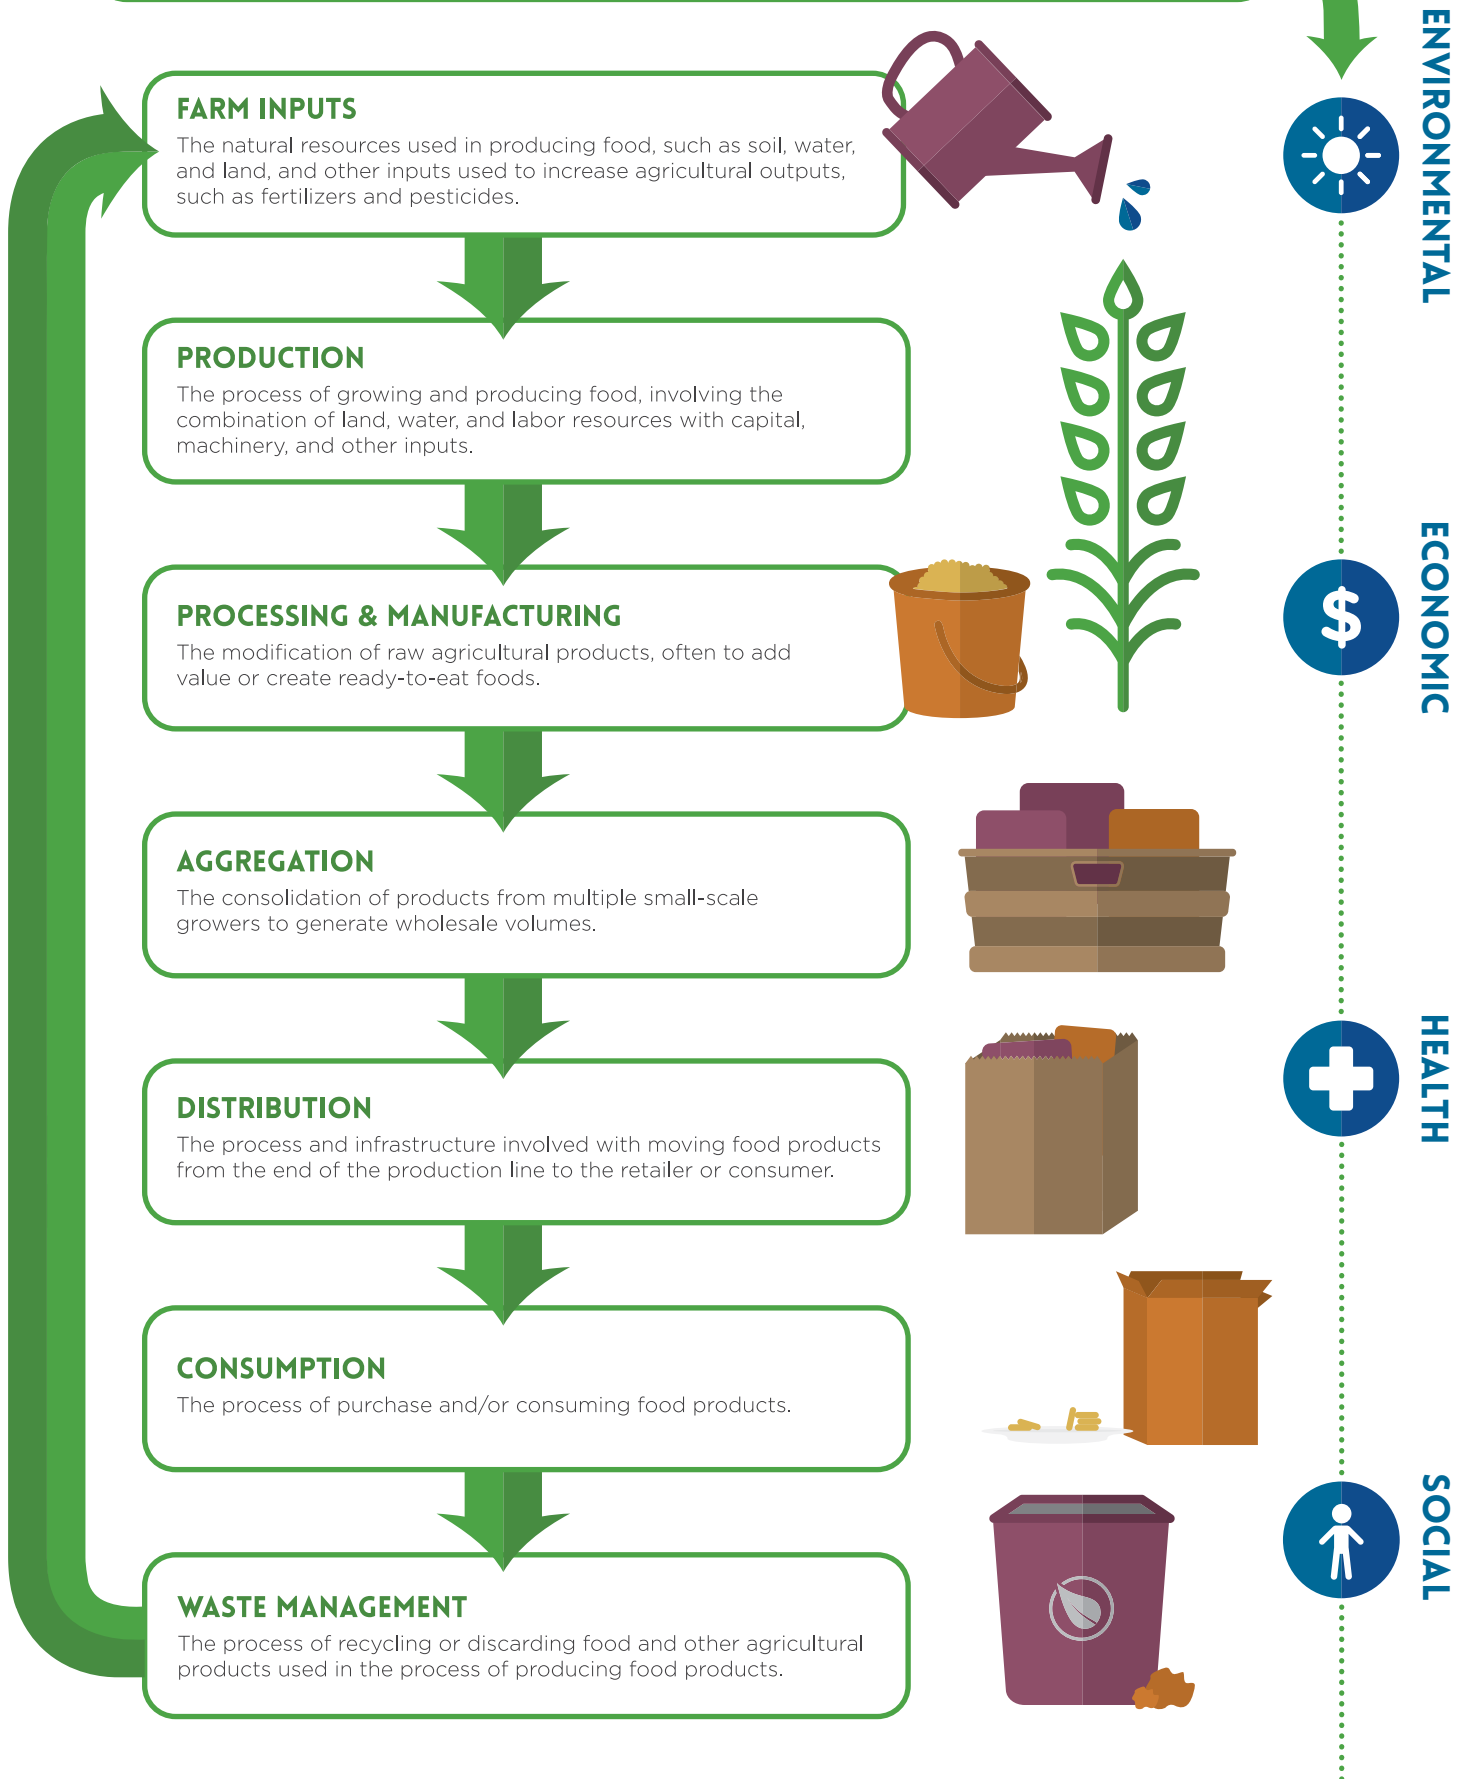 FARM INPUTS
The natural resources used in producing food, such as soil, water,
and land, and other inputs used to increase agricultural outputs,
such as fertilizers and pesticides.
PRODUCTION
The process of growing and producing food, involving the
combination of land, water, and labor resources with capital,
machinery, and other inputs.
PROCESSING & MANUFACTURING
The modification of raw agricultural products, often to add
value or create ready-to-eat foods.
AGGREGATION
The consolidation of products from multiple small-scale
growers to generate wholesale volumes.
DISTRIBUTION
The process and infrastructure involved with moving food products
from the end of the production line to the retailer or consumer.
CONSUMPTION
The process of purchase and/or consuming food products.
WASTE MANAGEMENT
The process of recycling or discarding food and other agricultural
products used in the process of producing food products.
ENVIRONMENTAL
$
ECONOMIC
HEALTH
SOCIAL